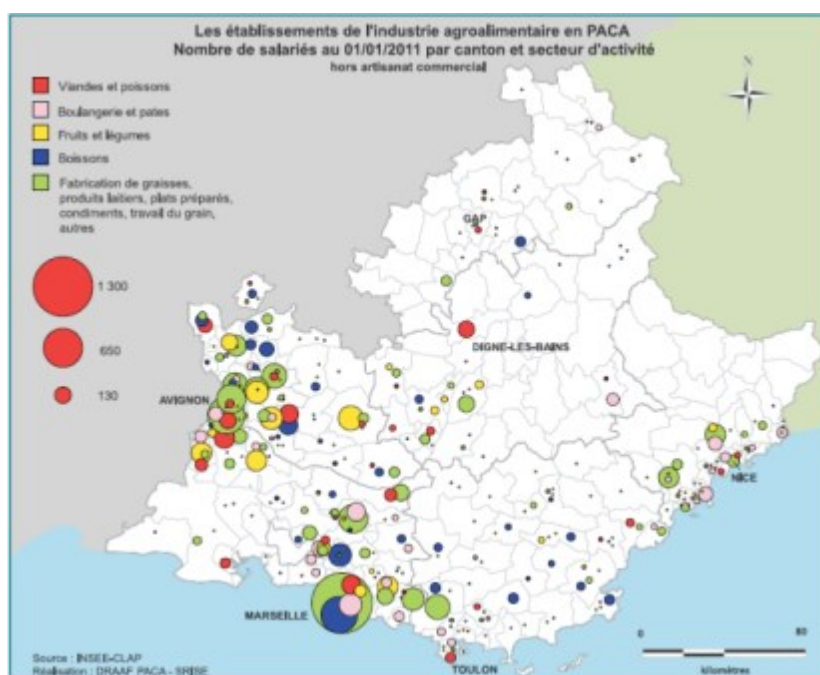 Les établissements de l'industrie agroalimentaire en PACA
Nombre de salariés au 01/01/2011 par canton et secteur d'activité
hors artisanat commercial
N
Viandes et poissons
Boulangerie et pates
Fruits et légumes
Boissons
Fabrication de graisses,
produits laitiers, plats préparés,
condiments, travail du grain,
autres
1 300
650
130
GAP
DIGNE-LES-BAINS
AVIGNON
NICE
MARSEILLE
TOULON
0
kilomètres
Source : INSEE-CLAP
Réalisation : DRAAF PACA - SRISE